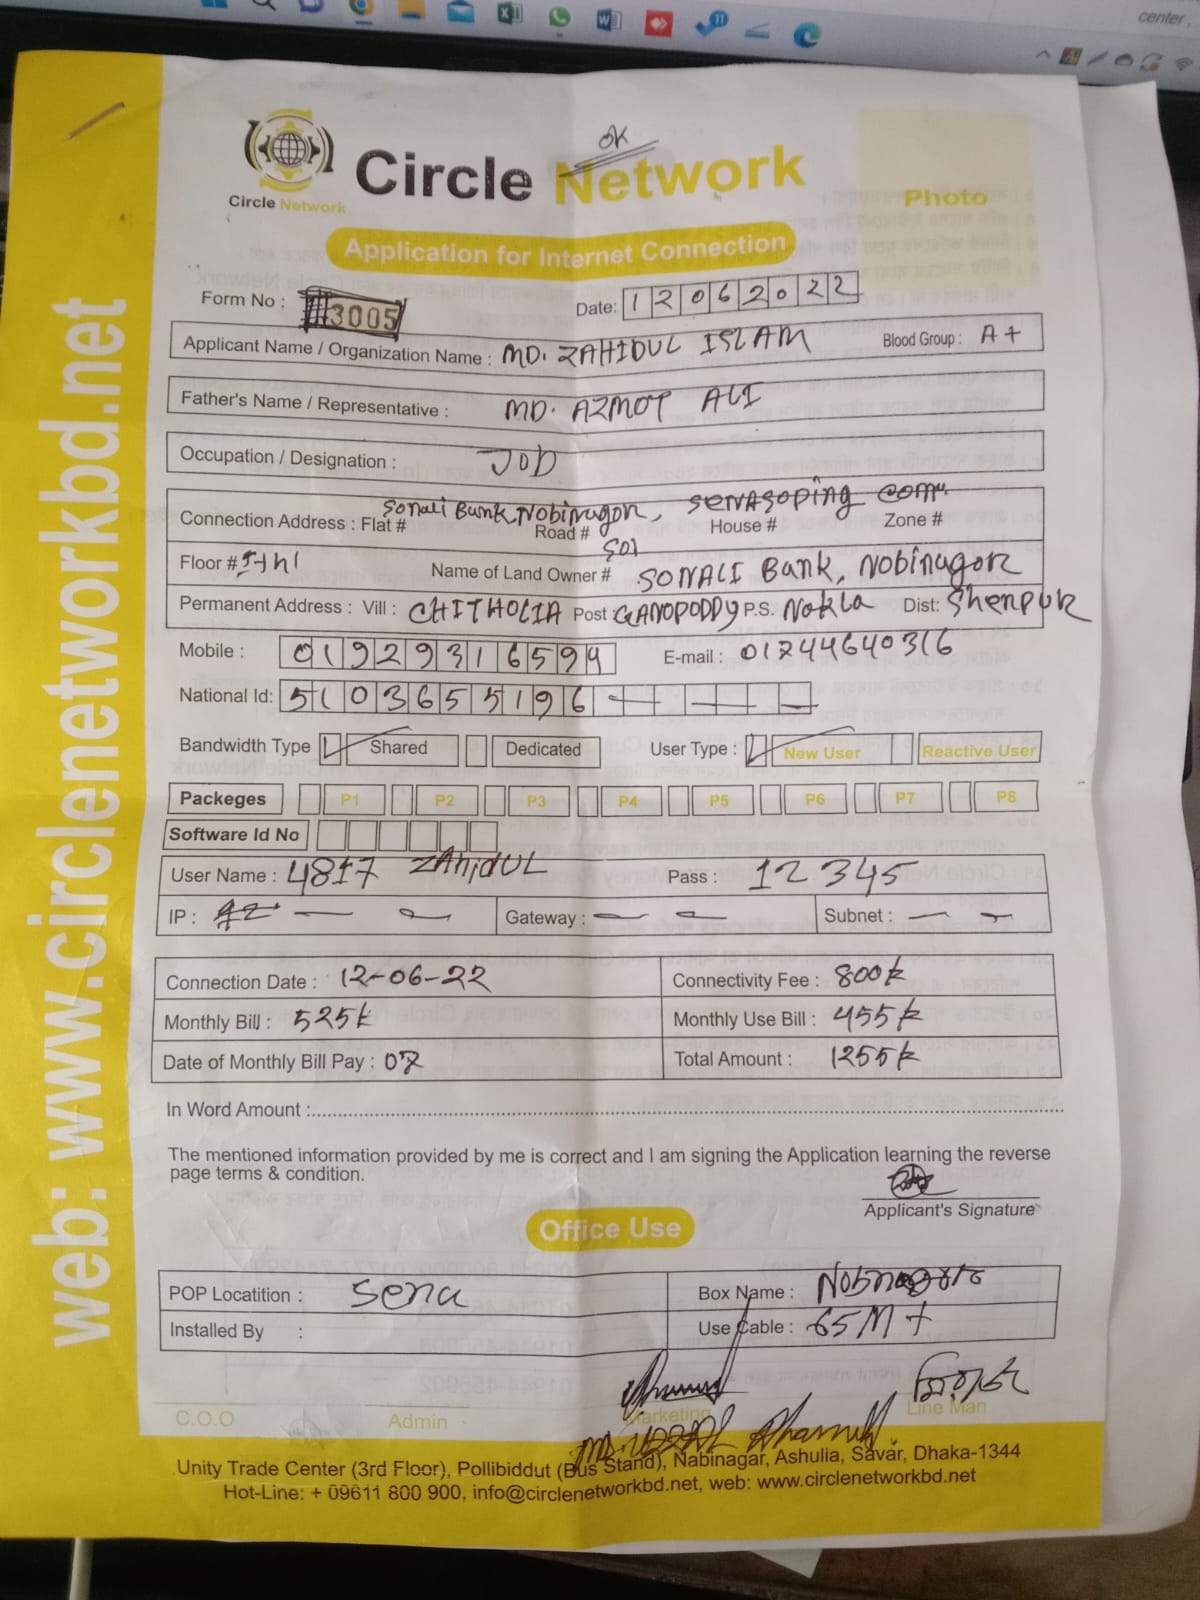 center,
11
OK
Circle Network
Circle Network
Photo
Application for Internet Connection
Form No : 3005
Date: 12062022
Applicant Name / Organization Name : MD. ZAHIDUL ISLAM Blood Group : A+
Father's Name / Representative : MD. AZMOT ALI
Occupation / Designation : JOB
Sonali Bank, Nobinagor, SENASOPING COM
Connection Address : Flat # Road # House # Zone #
501
Floor # 5th Name of Land Owner # SONALI Bank, Nobinagor
Permanent Address : Vill : CHITHOLIA Post GANOPODDY P.S. Nokla Dist: Sherpur
Mobile : 01929316594 E-mail : 01744640316
National Id: 5103655196
Bandwidth Type Shared Dedicated User Type : New User Reactive User
Packeges P1 P2 P3 P4 P5 P6 P7 P8
Software Id No
User Name : 4817 ZAhidUL Pass : 12345
IP : Gateway : Subnet :
Connection Date : 12-06-22 Connectivity Fee : 800k
Monthly Bill : 525k Monthly Use Bill : 455k
Date of Monthly Bill Pay : 07 Total Amount : 1255k
In Word Amount :
The mentioned information provided by me is correct and I am signing the Application learning the reverse
page terms & condition.
Applicant's Signature
Office Use
POP Locatition : Sena Box Name :
Installed By : Use Cable : 65M
C.O.O Admin Marketing Line Man
Unity Trade Center (3rd Floor), Pollibiddut (Bus Stand), Nabinagar, Ashulia, Savar, Dhaka-1344
Hot-Line: + 09611 800 900, info@circlenetworkbd.net, web: www.circlenetworkbd.net
web: www.circlenetworkbd.net